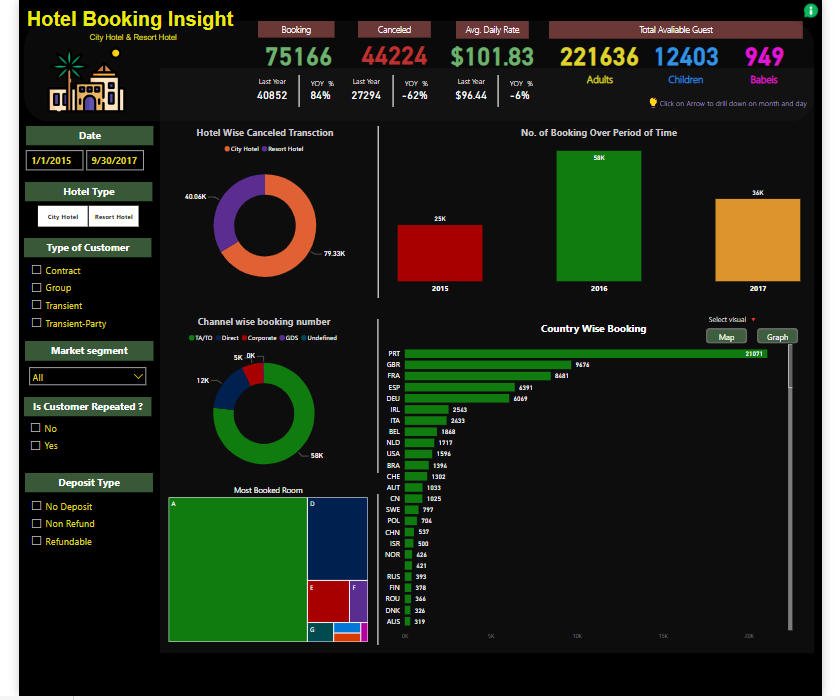 Hotel Booking Insight
City Hotel & Resort Hotel
Booking
75166
Last Year
40852
YOY %
84%
Canceled
44224
Last Year
27294
YOY %
-62%
Avg. Daily Rate
$101.83
Last Year
$96.44
YOY %
-6%
Total Avaliable Guest
221636
Adults
12403
Children
949
Babeis
Click on Arrow to drill down on month and day
Date
1/1/2015
9/30/2017
Hotel Type
City Hotel
Resort Hotel
Type of Customer
Contract
Group
Transient
Transient-Party
Market segment
All
Is Customer Repeated ?
No
Yes
Deposit Type
No Deposit
Non Refund
Refundable
Hotel Wise Canceled Transction
City Hotel Resort Hotel
40.06K
79.33K
No. of Booking Over Period of Time
25K
58K
36K
2015
2016
2017
Channel wise booking number
TA/TO Direct Corporate GDS Undefined
5K
0K
12K
58K
Most Booked Room
A
D
E
F
G
Select visual
Map
Graph
Country Wise Booking
PRT 21071
GBR 9676
FRA 8481
ESP 6391
DEU 6069
IRL 2543
ITA 2433
BEL 1868
NLD 1717
USA 1596
BRA 1394
CHE 1302
AUT 1033
CN 1025
SWE 797
POL 704
CHN 537
ISR 500
NOR 426
421
RUS 393
FIN 378
ROU 366
DNK 326
AUS 319
0K 5K 10K 15K 20K